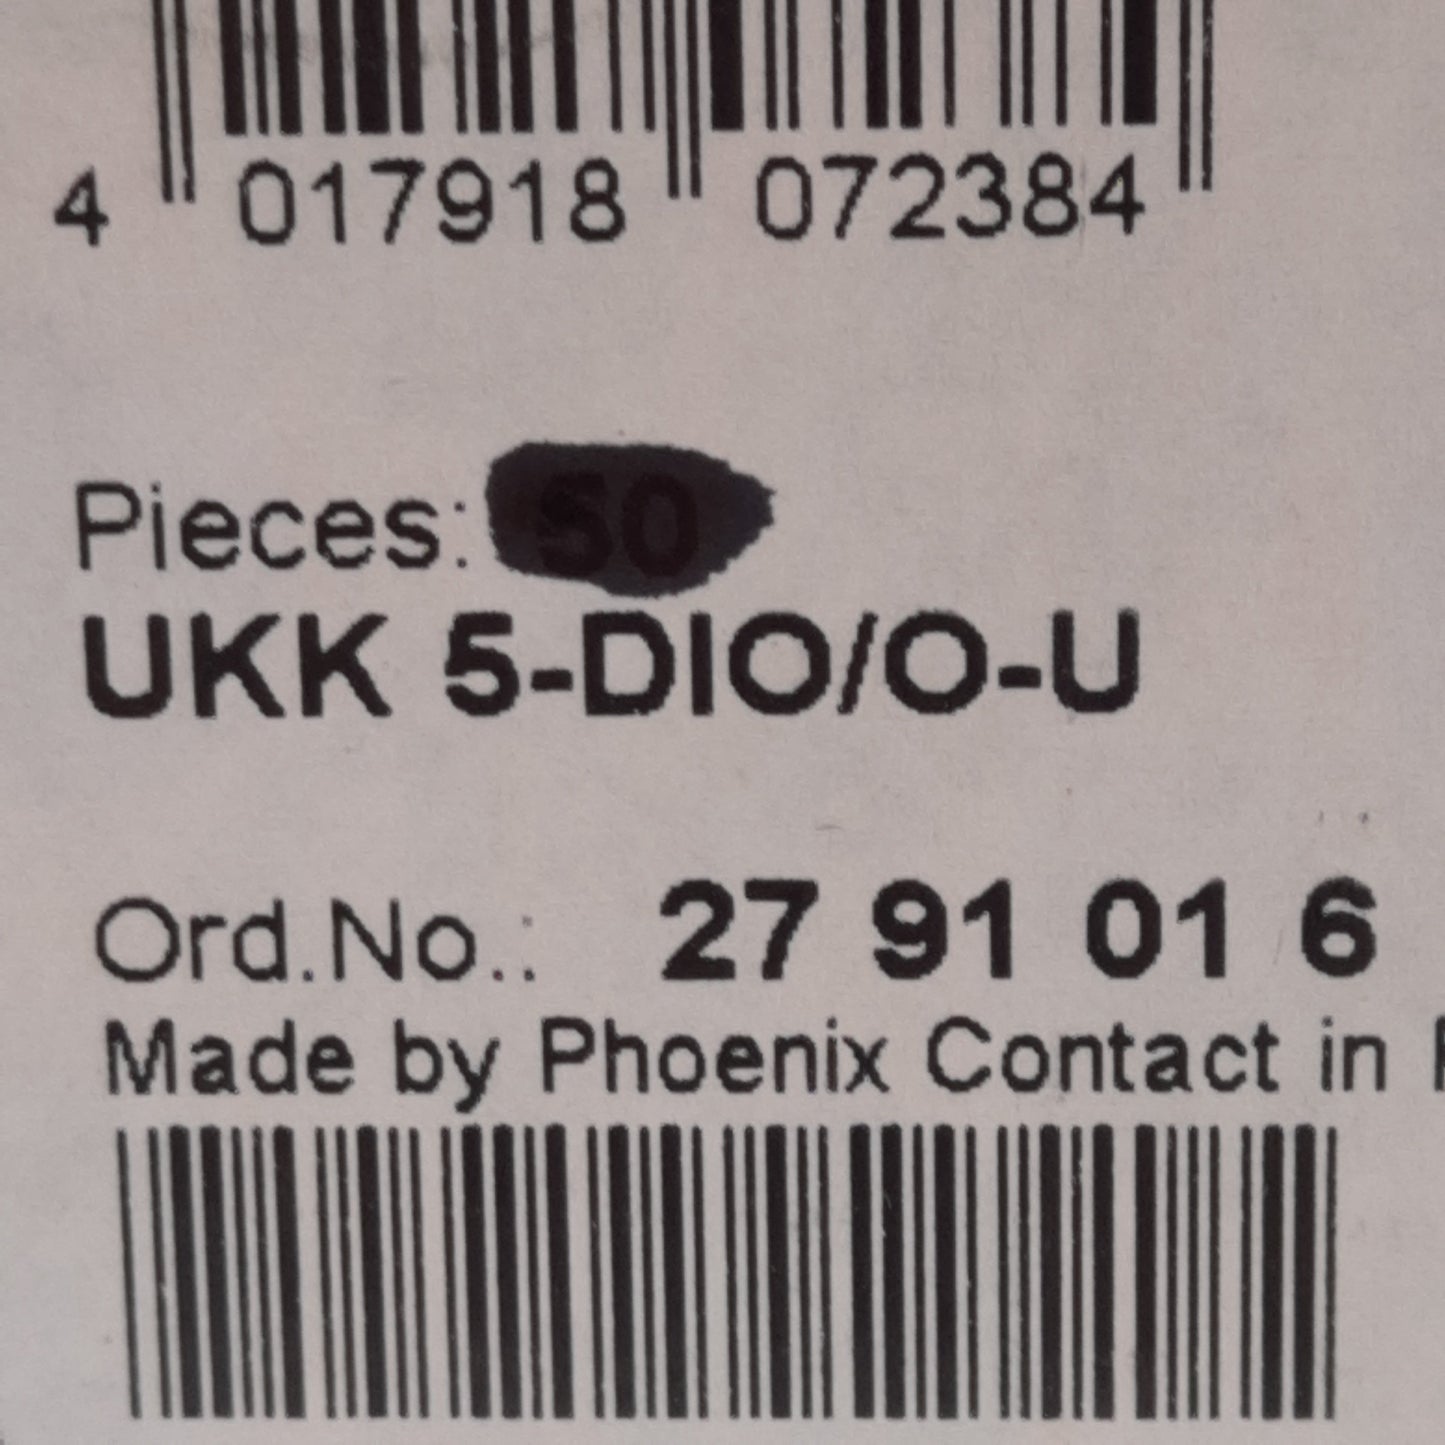 4 017918 072384
Pieces: 50
UKK 5-DIO/O-U
Ord.No.: 27 91 01 6
Made by Phoenix Contact in